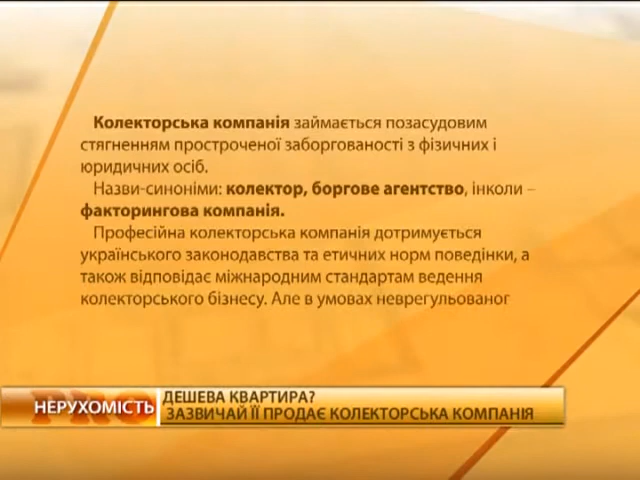 Колекторська компанія займається позасудовим
стягненням простроченої заборгованості з фізичних і
юридичних осіб.
Назви-синоніми: колектор, боргове агентство, інколи –
факторингова компанія.
Професійна колекторська компанія дотримується
українського законодавства та етичних норм поведінки, а
також відповідає міжнародним стандартам ведення
колекторського бізнесу. Але в умовах неврегульованог
PRO
НЕРУХОМІСТЬ
ДЕШЕВА КВАРТИРА?
ЗАЗВИЧАЙ ЇЇ ПРОДАЄ КОЛЕКТОРСЬКА КОМПАНІЯ